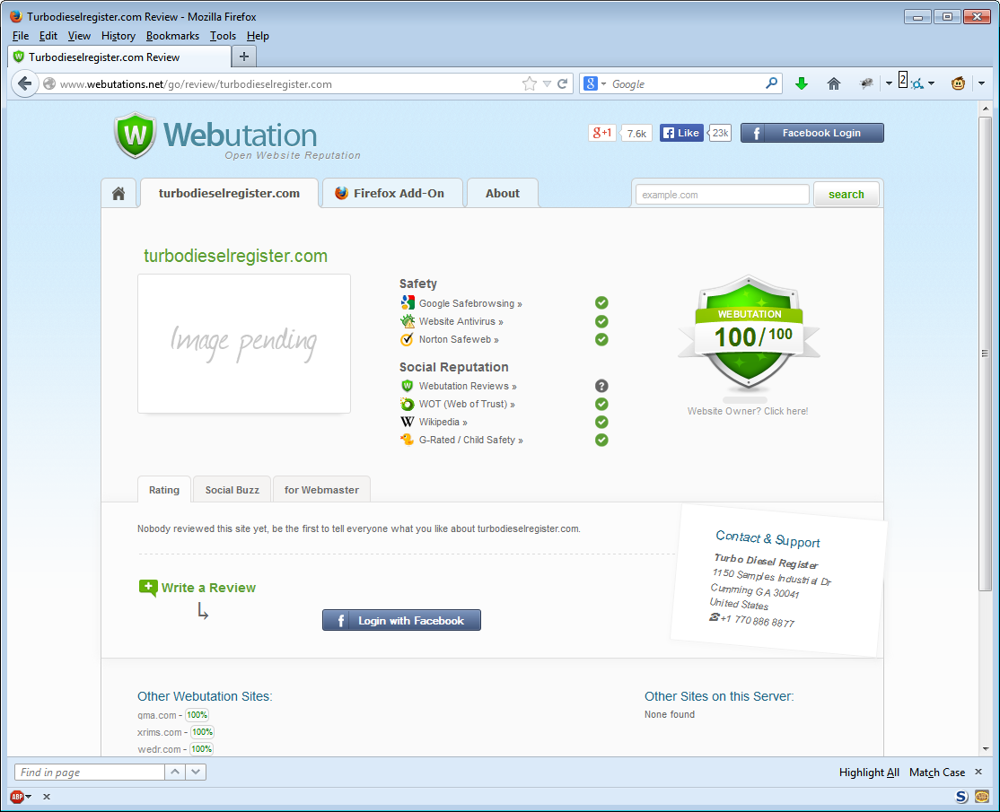 Turbodieselregister.com Review - Mozilla Firefox
File Edit View History Bookmarks Tools Help
Turbodieselregister.com Review
www.webutations.net/go/review/turbodieselregister.com
Google
2
W Webutation
Open Website Reputation
g+1 7.6k
f Like 23k
f Facebook Login
turbodieselregister.com
Firefox Add-On
About
example.com
search
turbodieselregister.com
Image pending
Safety
Google Safebrowsing »
Website Antivirus »
Norton Safeweb »
Social Reputation
Webutation Reviews » ?
WOT (Web of Trust) »
W Wikipedia »
G-Rated / Child Safety »
WEBUTATION
100/100
Website Owner? Click here!
Rating
Social Buzz
for Webmaster
Nobody reviewed this site yet, be the first to tell everyone what you like about turbodieselregister.com.
Write a Review
f Login with Facebook
Contact & Support
Turbo Diesel Register
1150 Samples Industrial Dr
Cumming GA 30041
United States
☎+1 770 886 8877
Other Webutation Sites:
qma.com - 100%
xrims.com - 100%
wedr.com - 100%
Other Sites on this Server:
None found
Find in page
Highlight All Match Case
ABP
S